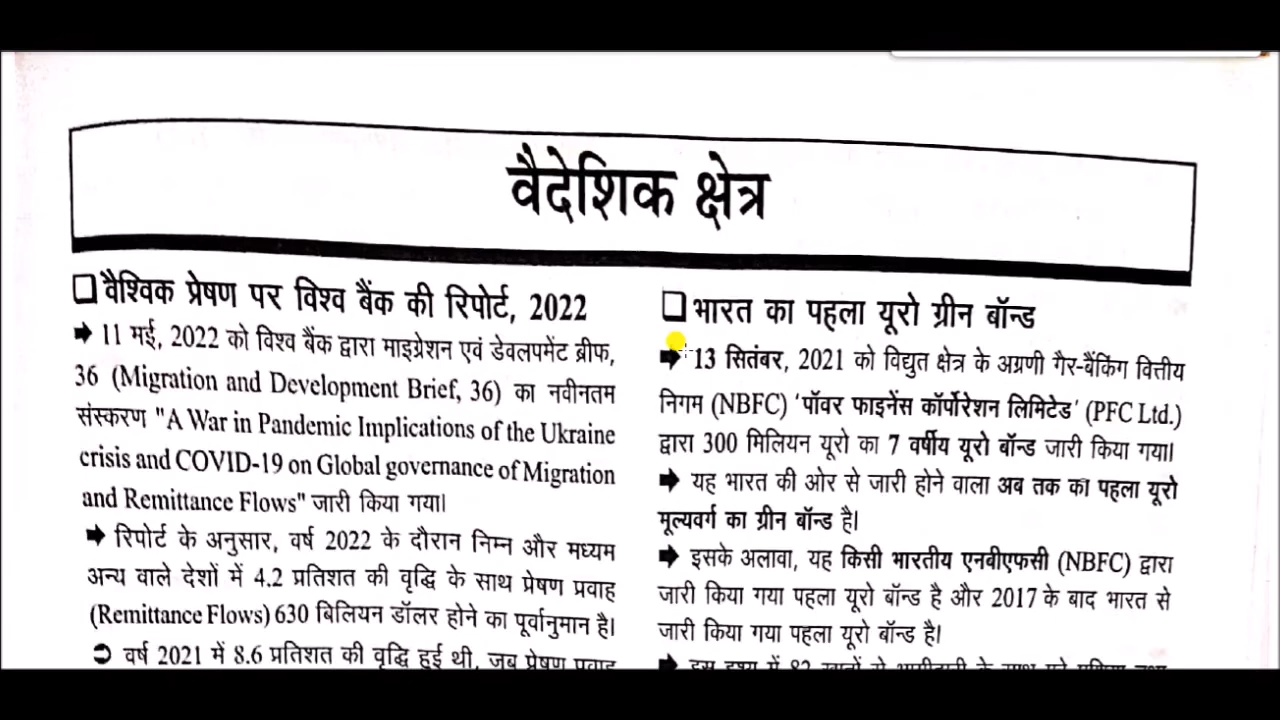 वैदेशिक क्षेत्र
❑ वैश्विक प्रेषण पर विश्व बैंक की रिपोर्ट, 2022
➡ 11 मई, 2022 को विश्व बैंक द्वारा माइग्रेशन एवं डेवलपमेंट ब्रीफ,
36 (Migration and Development Brief, 36) का नवीनतम
संस्करण "A War in Pandemic Implications of the Ukraine
crisis and COVID-19 on Global governance of Migration
and Remittance Flows" जारी किया गया।
➡ रिपोर्ट के अनुसार, वर्ष 2022 के दौरान निम्न और मध्यम
अन्य वाले देशों में 4.2 प्रतिशत की वृद्धि के साथ प्रेषण प्रवाह
(Remittance Flows) 630 बिलियन डॉलर होने का पूर्वानुमान है।
➲ वर्ष 2021 में 8.6 प्रतिशत की वृद्धि हुई थी, जब प्रेषण प्रवाह
❑ भारत का पहला यूरो ग्रीन बॉन्ड
➡ 13 सितंबर, 2021 को विद्युत क्षेत्र के अग्रणी गैर-बैंकिंग वित्तीय
निगम (NBFC) 'पॉवर फाइनेंस कॉर्पोरेशन लिमिटेड' (PFC Ltd.)
द्वारा 300 मिलियन यूरो का 7 वर्षीय यूरो बॉन्ड जारी किया गया।
➡ यह भारत की ओर से जारी होने वाला अब तक का पहला यूरो
मूल्यवर्ग का ग्रीन बॉन्ड है।
➡ इसके अलावा, यह किसी भारतीय एनबीएफसी (NBFC) द्वारा
जारी किया गया पहला यूरो बॉन्ड है और 2017 के बाद भारत से
जारी किया गया पहला यूरो बॉन्ड है।